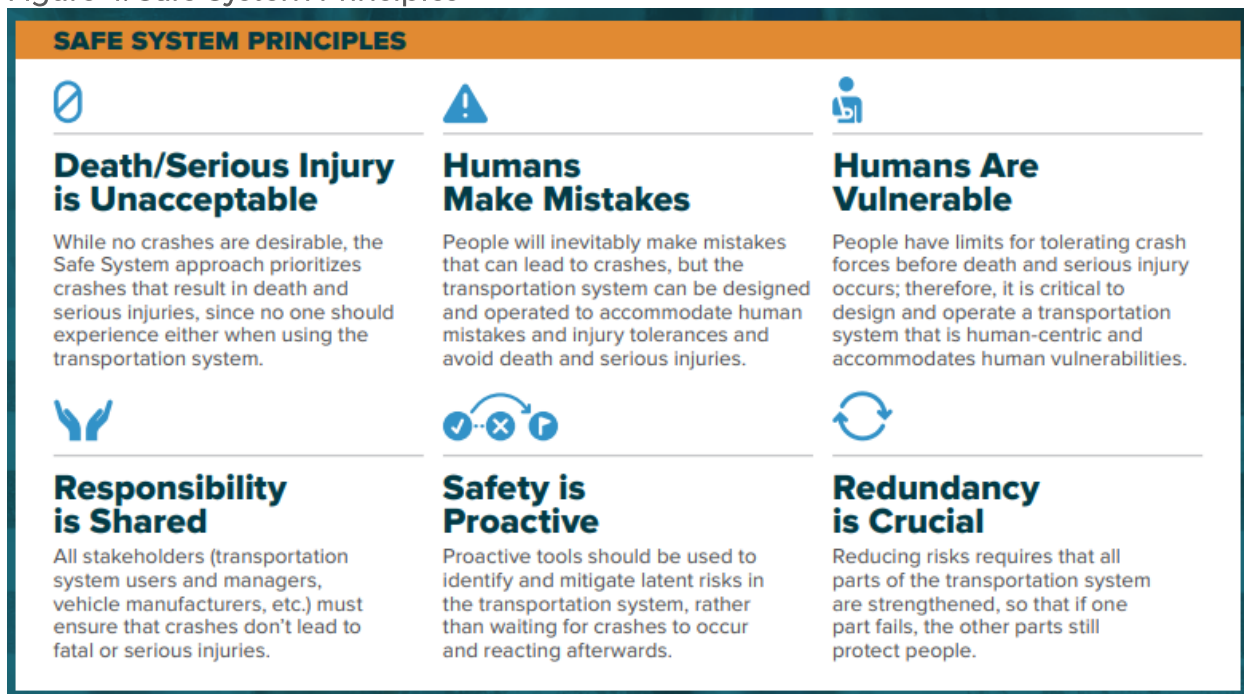 Figure 1: Safe System Principles
SAFE SYSTEM PRINCIPLES
Death/Serious Injury
is Unacceptable
While no crashes are desirable, the
Safe System approach prioritizes
crashes that result in death and
serious injuries, since no one should
experience either when using the
transportation system.
Humans
Make Mistakes
People will inevitably make mistakes
that can lead to crashes, but the
transportation system can be designed
and operated to accommodate human
mistakes and injury tolerances and
avoid death and serious injuries.
Humans Are
Vulnerable
People have limits for tolerating crash
forces before death and serious injury
occurs; therefore, it is critical to
design and operate a transportation
system that is human-centric and
accommodates human vulnerabilities.
Responsibility
is Shared
All stakeholders (transportation
system users and managers,
vehicle manufacturers, etc.) must
ensure that crashes don't lead to
fatal or serious injuries.
Safety is
Proactive
Proactive tools should be used to
identify and mitigate latent risks in
the transportation system, rather
than waiting for crashes to occur
and reacting afterwards.
Redundancy
is Crucial
Reducing risks requires that all
parts of the transportation system
are strengthened, so that if one
part fails, the other parts still
protect people.